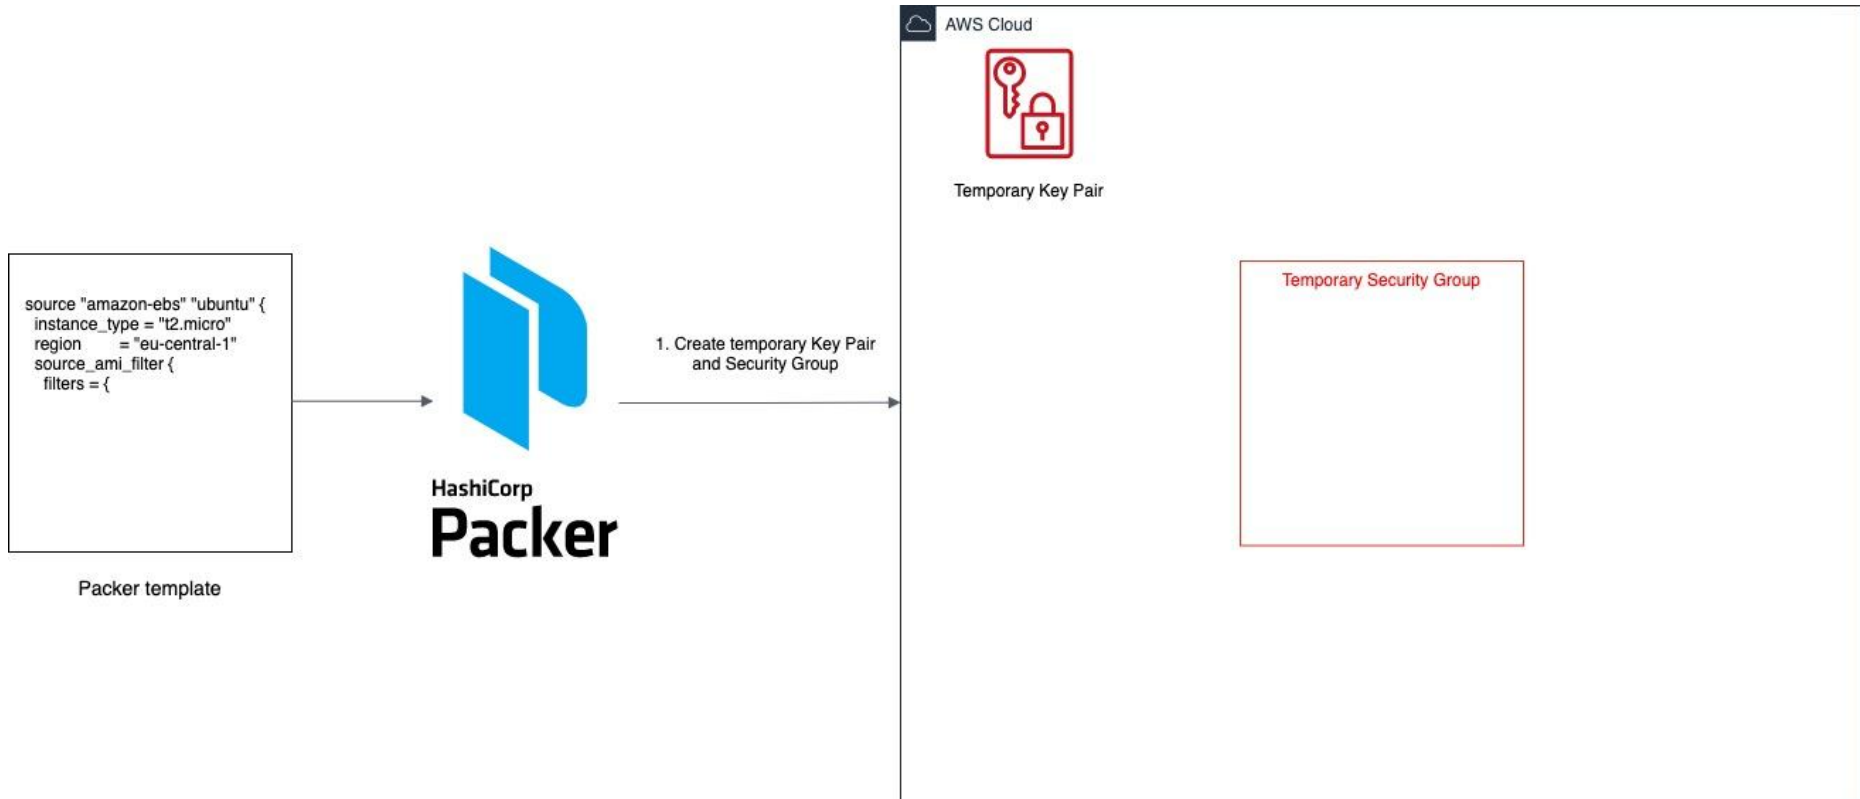 AWS Cloud
Temporary Key Pair
Temporary Security Group
source "amazon-ebs" "ubuntu" {
instance_type = "t2.micro"
region = "eu-central-1"
source_ami_filter {
filters = {
1. Create temporary Key Pair
and Security Group
HashiCorp
Packer
Packer template